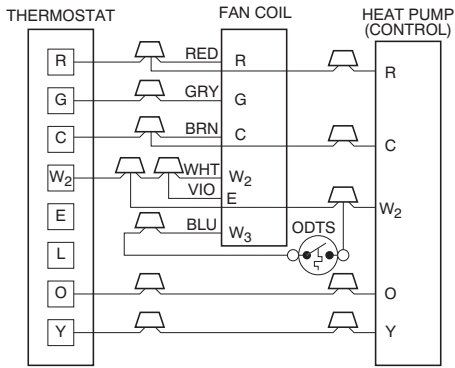 THERMOSTAT
FAN COIL
HEAT PUMP
(CONTROL)
R
RED
R
R
G
GRY
G
C
BRN
C
C
W2
WHT
W2
VIO
E
W2
E
BLU
W3
ODTS
L
O
O
Y
Y